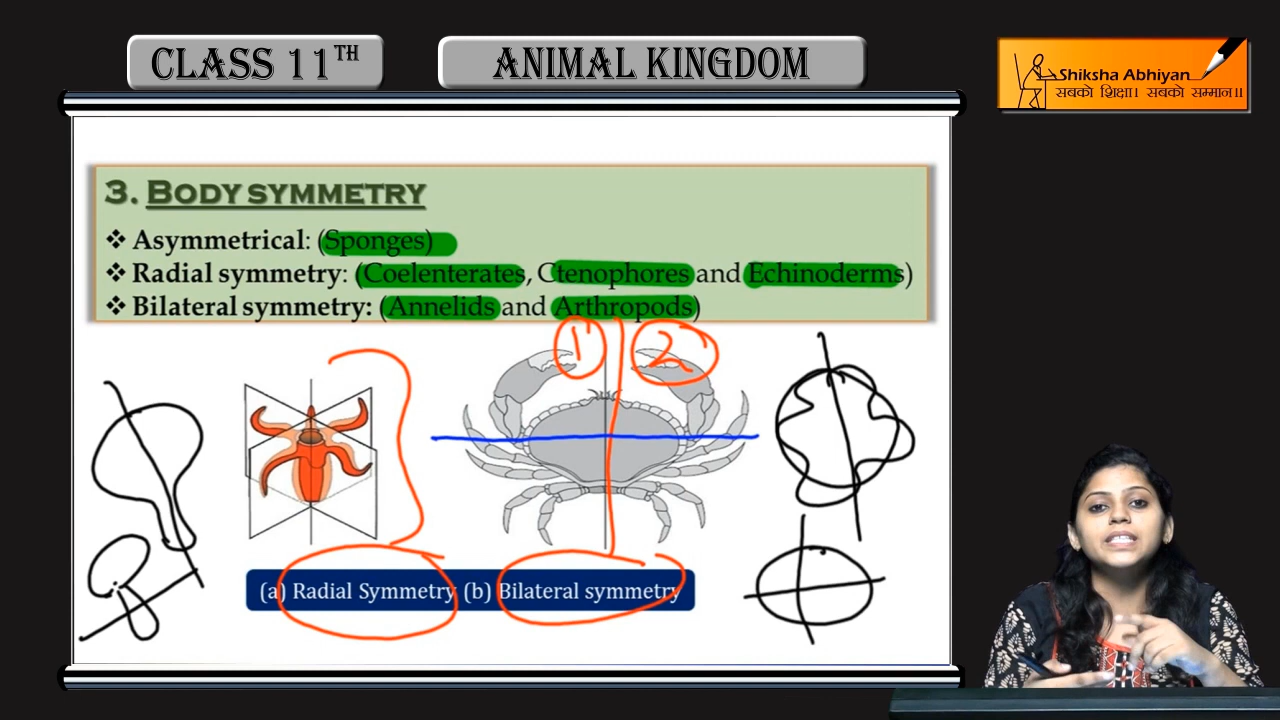 CLASS 11TH
ANIMAL KINGDOM
Shiksha Abhiyan
सबको शिक्षा। सबको सम्मान॥
3. BODY SYMMETRY
❖ Asymmetrical: (Sponges)
❖ Radial symmetry: (Coelenterates, Ctenophores and Echinoderms)
❖ Bilateral symmetry: (Annelids and Arthropods)
1 2
(a) Radial Symmetry (b) Bilateral symmetry